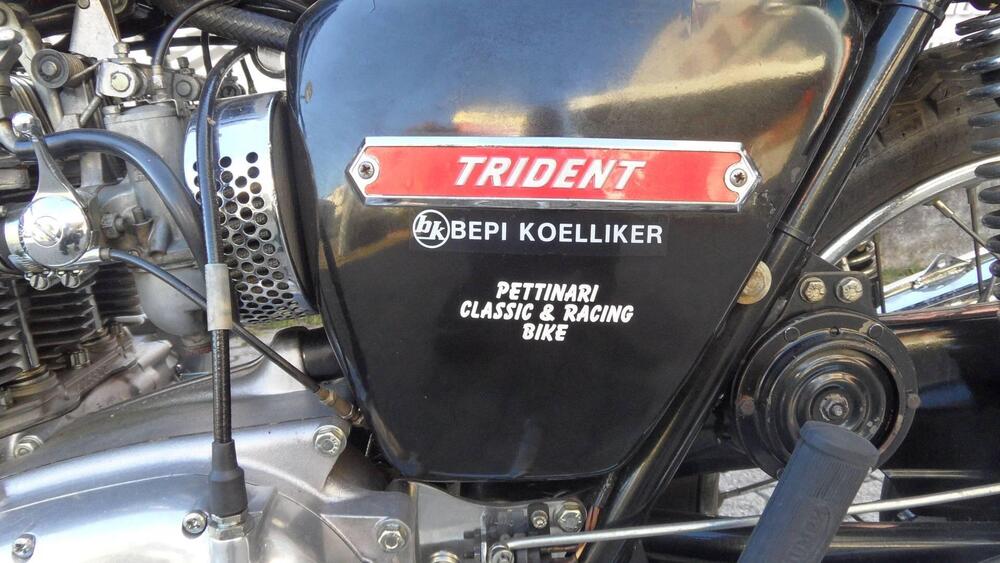 TRIDENT
bk BEPI KOELLIKER
PETTINARI
CLASSIC & RACING
BIKE